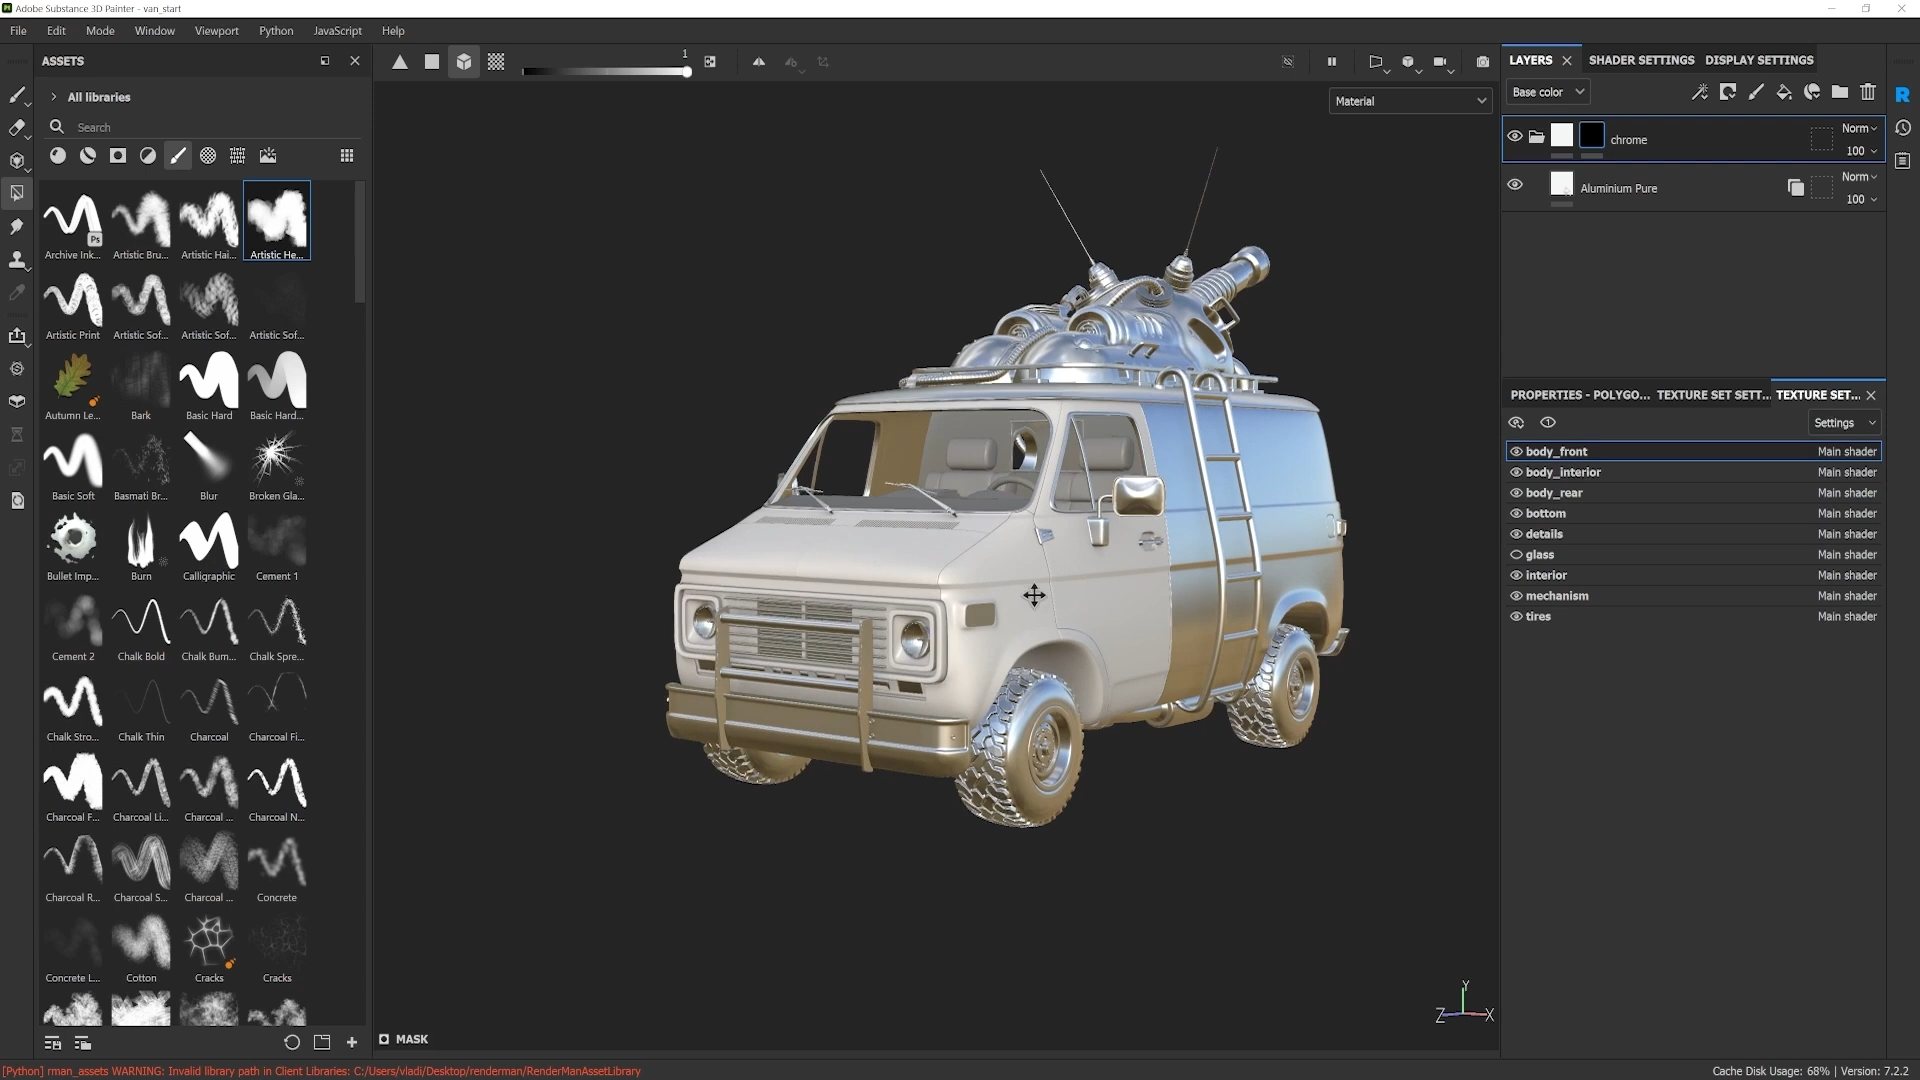 Adobe Substance 3D Painter - van_start
File Edit Mode Window Viewport Python JavaScript Help
ASSETS
All libraries
Search
Archive Ink... Artistic Bru... Artistic Hai... Artistic He...
Ps
Artistic Print Artistic Sof... Artistic Sof... Artistic Sof...
Autumn Le... Bark Basic Hard Basic Hard...
Basic Soft Basmati Br... Blur Broken Gla...
Bullet Imp... Burn Calligraphic Cement 1
Cement 2 Chalk Bold Chalk Bum... Chalk Spre...
Chalk Stro... Chalk Thin Charcoal Charcoal Fi...
Charcoal F... Charcoal Li... Charcoal ... Charcoal N...
Charcoal R... Charcoal S... Charcoal ... Concrete
Concrete L... Cotton Cracks Cracks
1
Material
MASK
Y
Z X
LAYERS SHADER SETTINGS DISPLAY SETTINGS
Base color
chrome Norm
100
Aluminium Pure Norm
100
PROPERTIES - POLYGO... TEXTURE SET SETT... TEXTURE SET...
Settings
body_front Main shader
body_interior Main shader
body_rear Main shader
bottom Main shader
details Main shader
glass Main shader
interior Main shader
mechanism Main shader
tires Main shader
R
[Python] rman_assets WARNING: Invalid library path in Client Libraries: C:/Users/vladi/Desktop/renderman/RenderManAssetLibrary
Cache Disk Usage: 68% | Version: 7.2.2